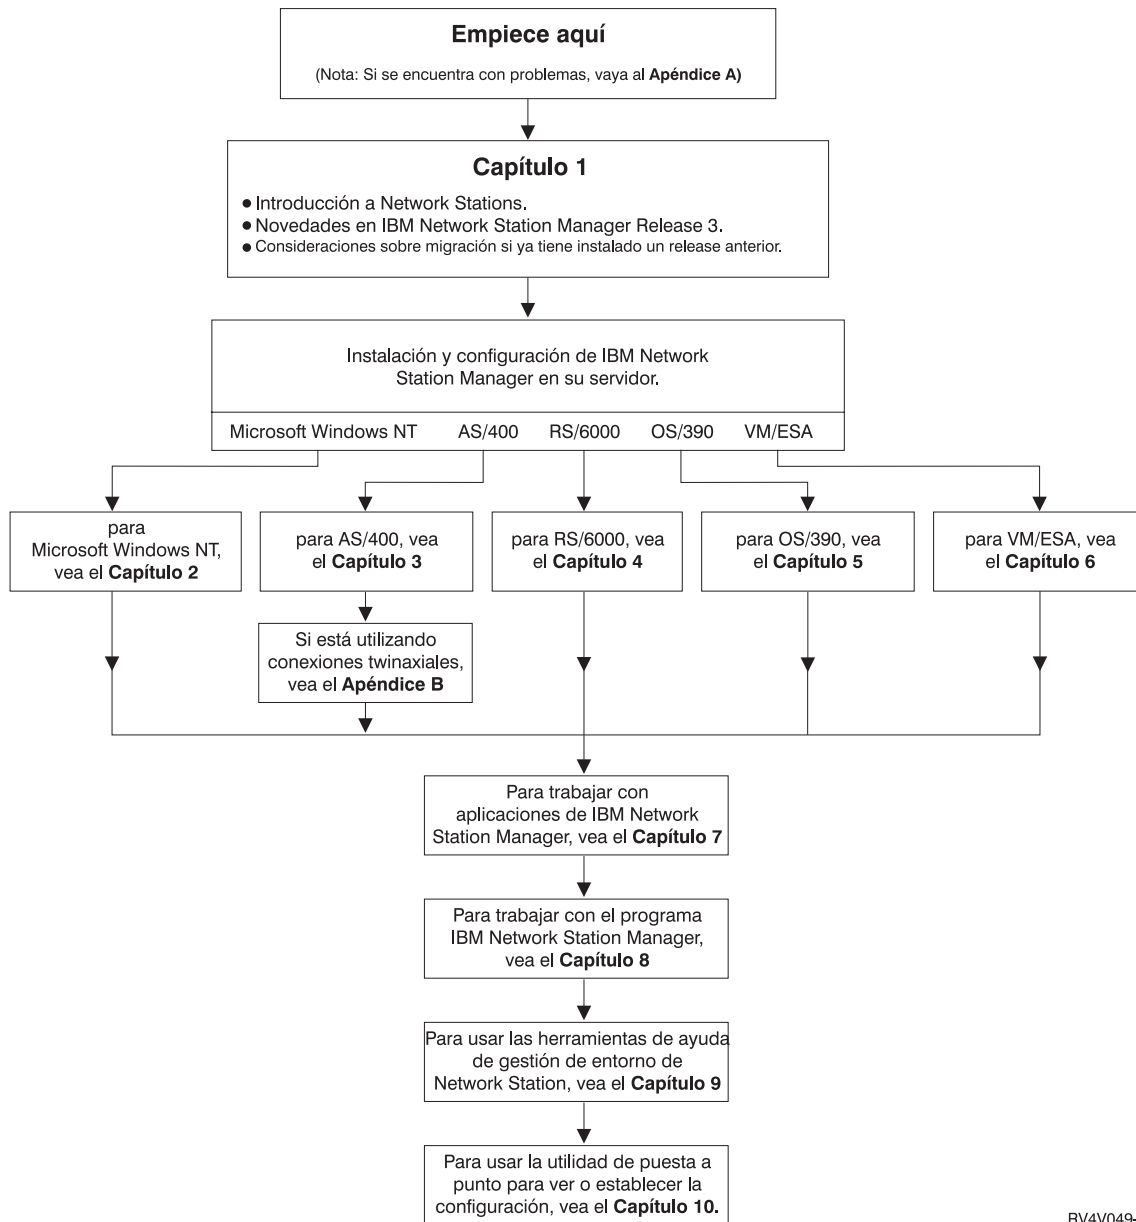 Empiece aquí
(Nota: Si se encuentra con problemas, vaya al Apéndice A)
Capítulo 1
● Introducción a Network Stations.
● Novedades en IBM Network Station Manager Release 3.
● Consideraciones sobre migración si ya tiene instalado un release anterior.
Instalación y configuración de IBM Network
Station Manager en su servidor.
Microsoft Windows NT AS/400 RS/6000 OS/390 VM/ESA
para
Microsoft Windows NT,
vea el Capítulo 2
para AS/400, vea
el Capítulo 3
para RS/6000, vea
el Capítulo 4
para OS/390, vea
el Capítulo 5
para VM/ESA, vea
el Capítulo 6
Si está utilizando
conexiones twinaxiales,
vea el Apéndice B
Para trabajar con
aplicaciones de IBM Network
Station Manager, vea el Capítulo 7
Para trabajar con el programa
IBM Network Station Manager,
vea el Capítulo 8
Para usar las herramientas de ayuda
de gestión de entorno de
Network Station, vea el Capítulo 9
Para usar la utilidad de puesta a
punto para ver o establecer la
configuración, vea el Capítulo 10.
RV4V049-